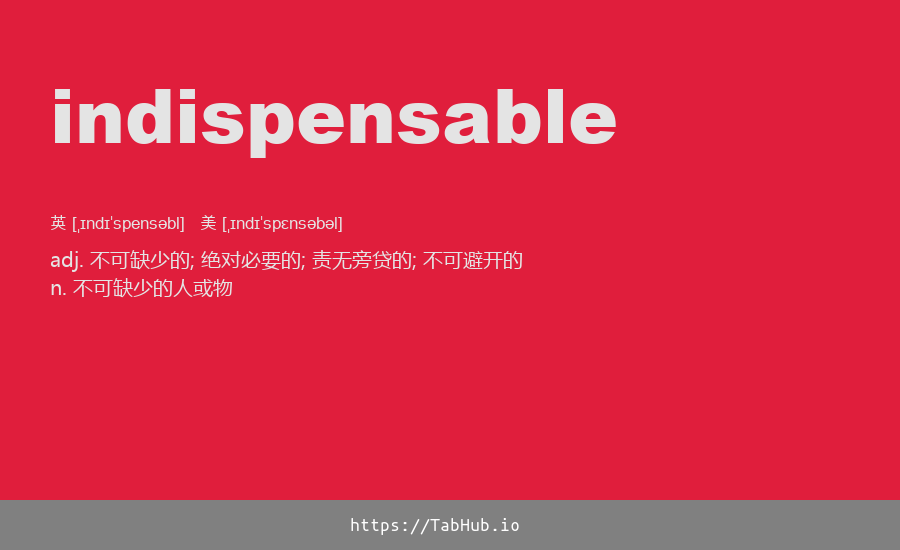 indispensable
英 [ˌɪndɪˈspensəbl] 美 [ˌɪndɪˈspɛnsəbəl]
adj. 不可缺少的; 绝对必要的; 责无旁贷的; 不可避开的
n. 不可缺少的人或物
https://TabHub.io